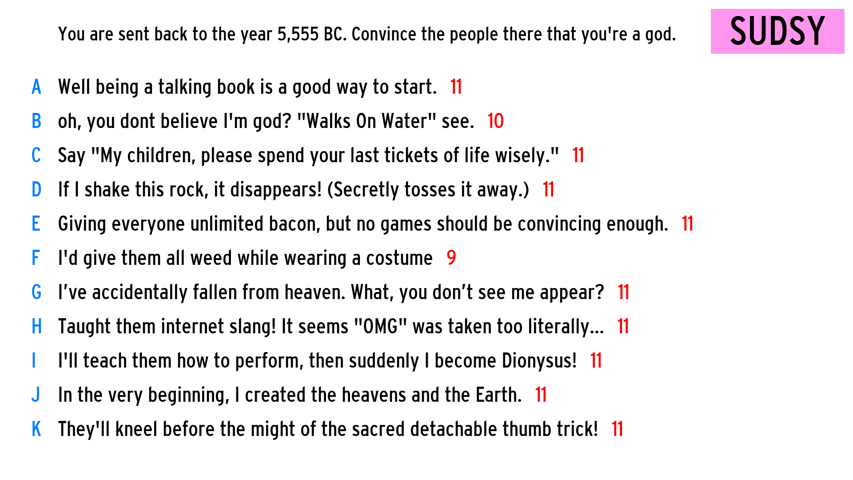 You are sent back to the year 5,555 BC. Convince the people there that you're a god.
SUDSY
A Well being a talking book is a good way to start. 11
B oh, you dont believe I'm god? "Walks On Water" see. 10
C Say "My children, please spend your last tickets of life wisely." 11
D If I shake this rock, it disappears! (Secretly tosses it away.) 11
E Giving everyone unlimited bacon, but no games should be convincing enough. 11
F I'd give them all weed while wearing a costume 9
G I’ve accidentally fallen from heaven. What, you don’t see me appear? 11
H Taught them internet slang! It seems "OMG" was taken too literally... 11
I I'll teach them how to perform, then suddenly I become Dionysus! 11
J In the very beginning, I created the heavens and the Earth. 11
K They'll kneel before the might of the sacred detachable thumb trick! 11